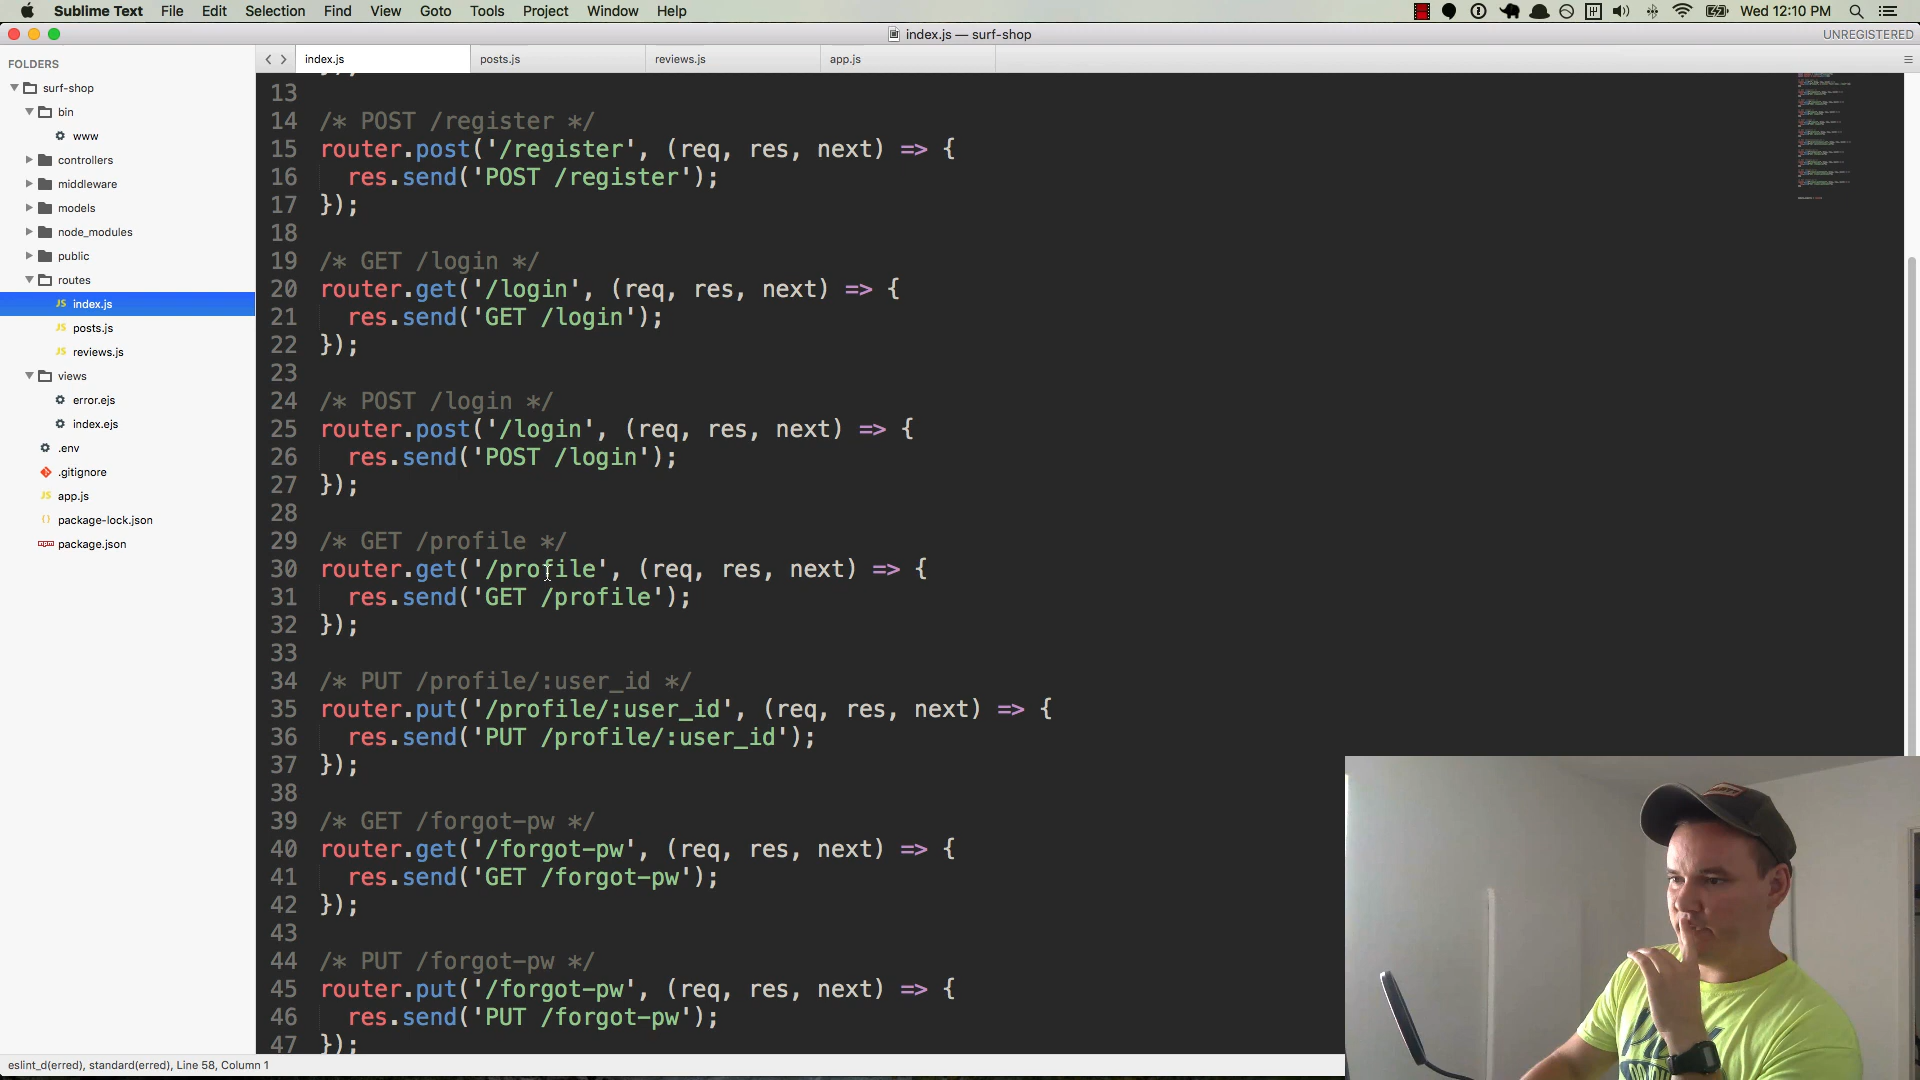 Sublime Text File Edit Selection Find View Goto Tools Project Window Help Wed 12:10 PM
index.js — surf-shop UNREGISTERED
FOLDERS
surf-shop
bin
www
controllers
middleware
models
node_modules
public
routes
index.js
posts.js
reviews.js
views
error.ejs
index.ejs
.env
.gitignore
app.js
package-lock.json
package.json
index.js posts.js reviews.js app.js
13
14 /* POST /register */
15 router.post('/register', (req, res, next) => {
16 res.send('POST /register');
17 });
18
19 /* GET /login */
20 router.get('/login', (req, res, next) => {
21 res.send('GET /login');
22 });
23
24 /* POST /login */
25 router.post('/login', (req, res, next) => {
26 res.send('POST /login');
27 });
28
29 /* GET /profile */
30 router.get('/profile', (req, res, next) => {
31 res.send('GET /profile');
32 });
33
34 /* PUT /profile/:user_id */
35 router.put('/profile/:user_id', (req, res, next) => {
36 res.send('PUT /profile/:user_id');
37 });
38
39 /* GET /forgot-pw */
40 router.get('/forgot-pw', (req, res, next) => {
41 res.send('GET /forgot-pw');
42 });
43
44 /* PUT /forgot-pw */
45 router.put('/forgot-pw', (req, res, next) => {
46 res.send('PUT /forgot-pw');
47 });
eslint_d(erred), standard(erred), Line 58, Column 1